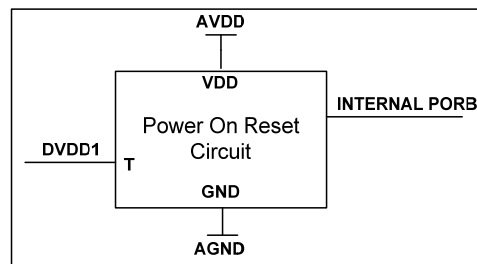 AVDD
VDD
INTERNAL PORB
Power On Reset
Circuit
DVDD1
T
GND
AGND